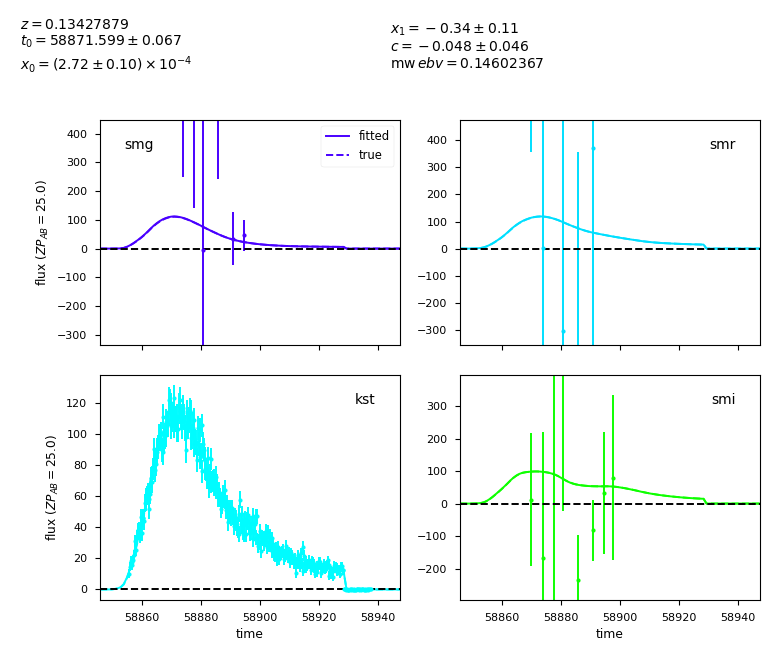 z = 0.13427879
t0 = 58871.599 ± 0.067
x0 = (2.72 ± 0.10) × 10^−4
x1 = −0.34 ± 0.11
c = −0.048 ± 0.046
mw ebv = 0.14602367
smg
fitted
true
flux (ZP_AB = 25.0)
400
300
200
100
0
−100
−200
−300
smr
400
300
200
100
0
−100
−200
−300
kst
flux (ZP_AB = 25.0)
120
100
80
60
40
20
0
58860 58880 58900 58920 58940
time
smi
300
200
100
0
−100
−200
58860 58880 58900 58920 58940
time